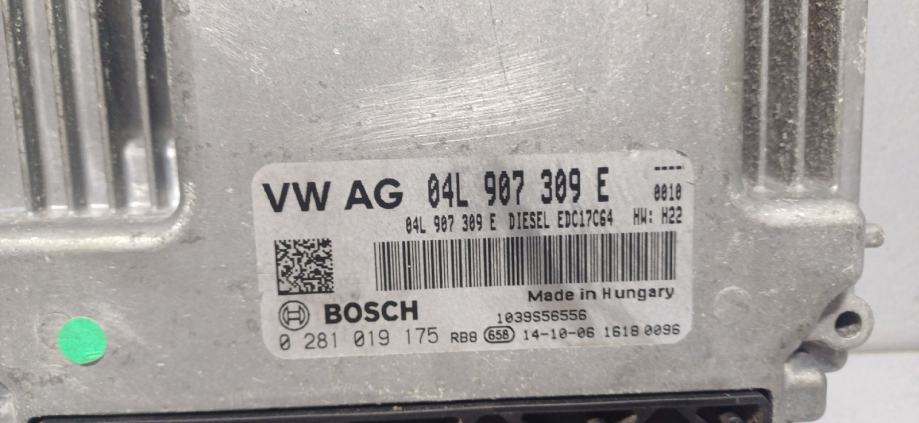 VW AG 04L 907 309 E
----
0010
04L 907 309 E DIESEL EDC17C64 HW: H22
Made in Hungary
BOSCH
1039S56556
0 281 019 175 RB8 658 14-10-06 1618 0096